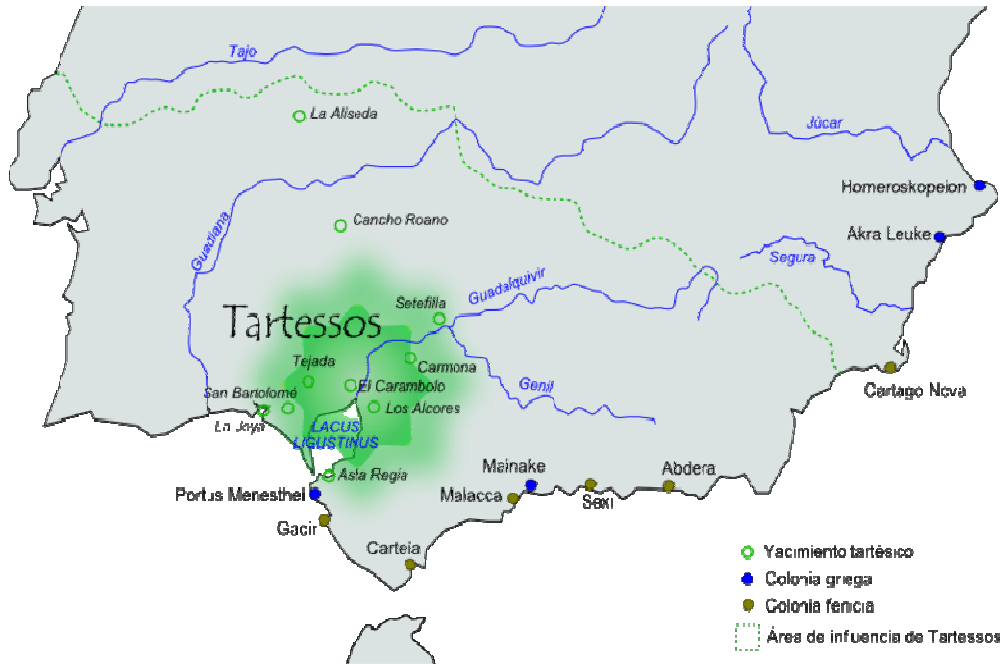 Tajo
La Aliseda
Júcar
Homeroskopeion
Cancho Roano
Guadiana
Akra Leuke
Segura
Guadalquivir
Setefilla
Tartessos
Tejada
Carmona
El Carambolo
Genil
Cartago Nova
San Bartolomé
Los Alcores
La Joya
LACUS
LIGUSTINUS
Asta Regia
Mainake
Abdera
Portus Menesthei
Malacca
Sexi
Gacir
Carteia
Yacimiento tartésico
Colonia griega
Colonia fenicia
Área de infuencia de Tartessos